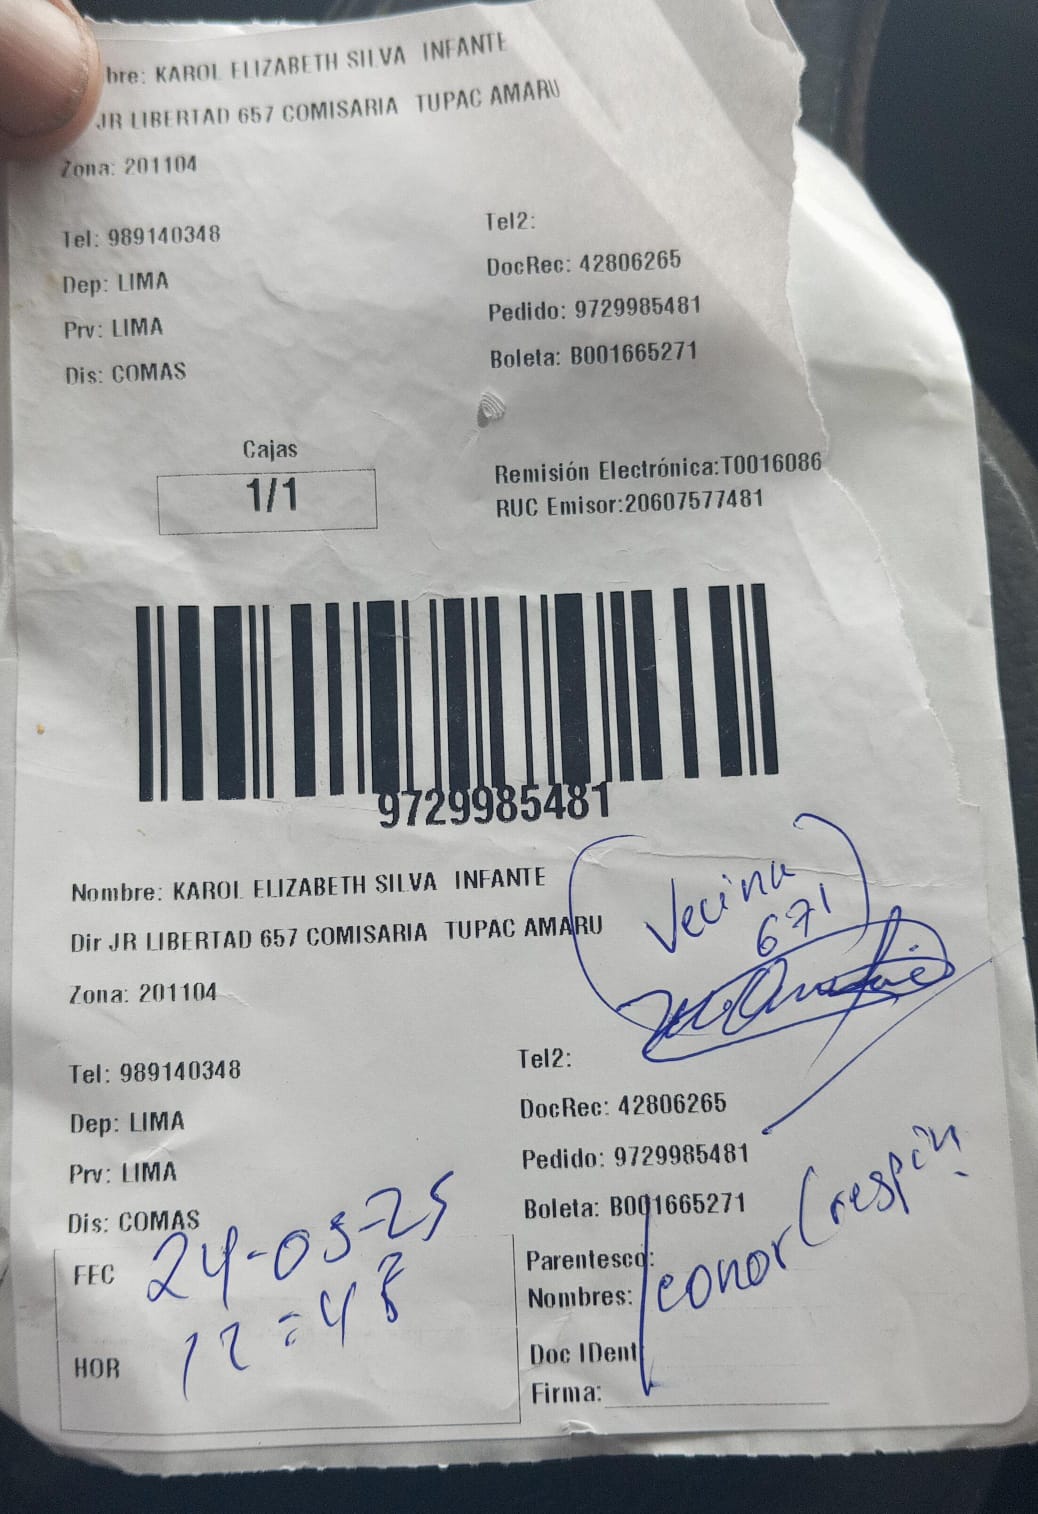 bre: KAROL ELIZABETH SILVA INFANTE
JR LIBERTAD 657 COMISARIA TUPAC AMARU
Zona: 201104
Tel: 989140348
Tel2:
Dep: LIMA
DocRec: 42806265
Prv: LIMA
Pedido: 9729985481
Dis: COMAS
Boleta: B001665271
Cajas
1/1
Remisión Electrónica:T0016086
RUC Emisor:20607577481
9729985481
Nombre: KAROL ELIZABETH SILVA INFANTE
Dir JR LIBERTAD 657 COMISARIA TUPAC AMARU
Zona: 201104
Vecina
671
Tel: 989140348
Tel2:
Dep: LIMA
DocRec: 42806265
Prv: LIMA
Pedido: 9729985481
Dis: COMAS
Boleta: B001665271
FEC 24-03-25
HOR 12:48
Parentesco:
Nombres: Leonor Crespín
Doc IDent
Firma: